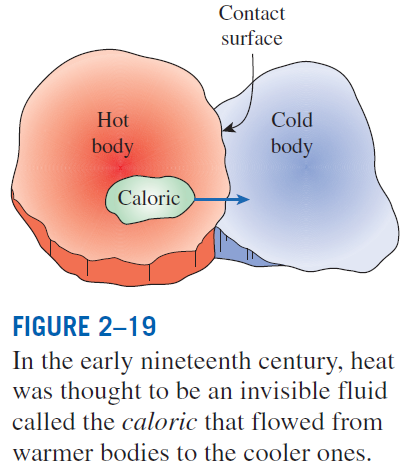 Contact
surface
Hot
body
Cold
body
Caloric
FIGURE 2–19
In the early nineteenth century, heat
was thought to be an invisible fluid
called the caloric that flowed from
warmer bodies to the cooler ones.